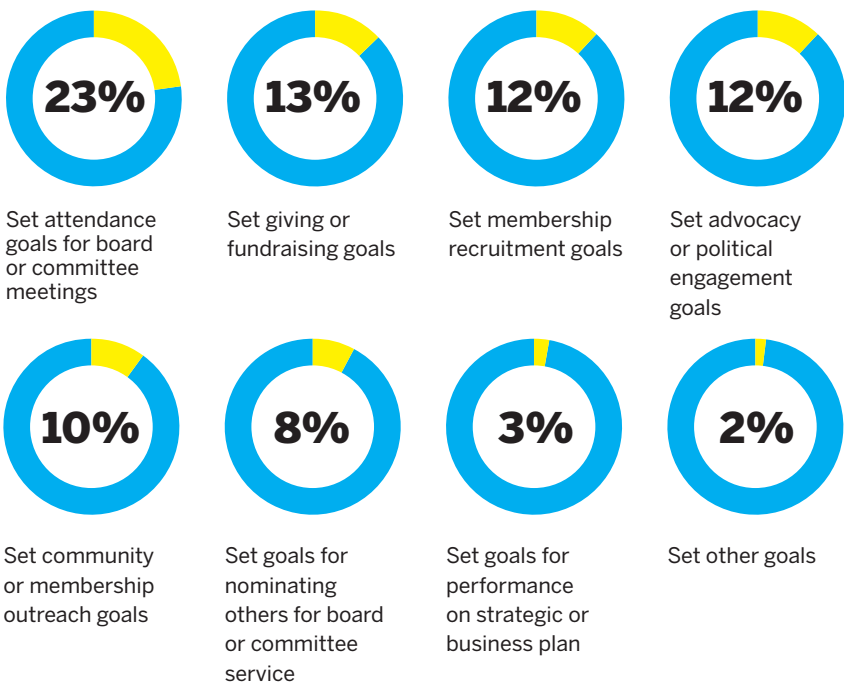 23%
13%
12%
12%
Set attendance
goals for board
or committee
meetings
Set giving or
fundraising goals
Set membership
recruitment goals
Set advocacy
or political
engagement
goals
10%
8%
3%
2%
Set community
or membership
outreach goals
Set goals for
nominating
others for board
or committee
service
Set goals for
performance
on strategic or
business plan
Set other goals